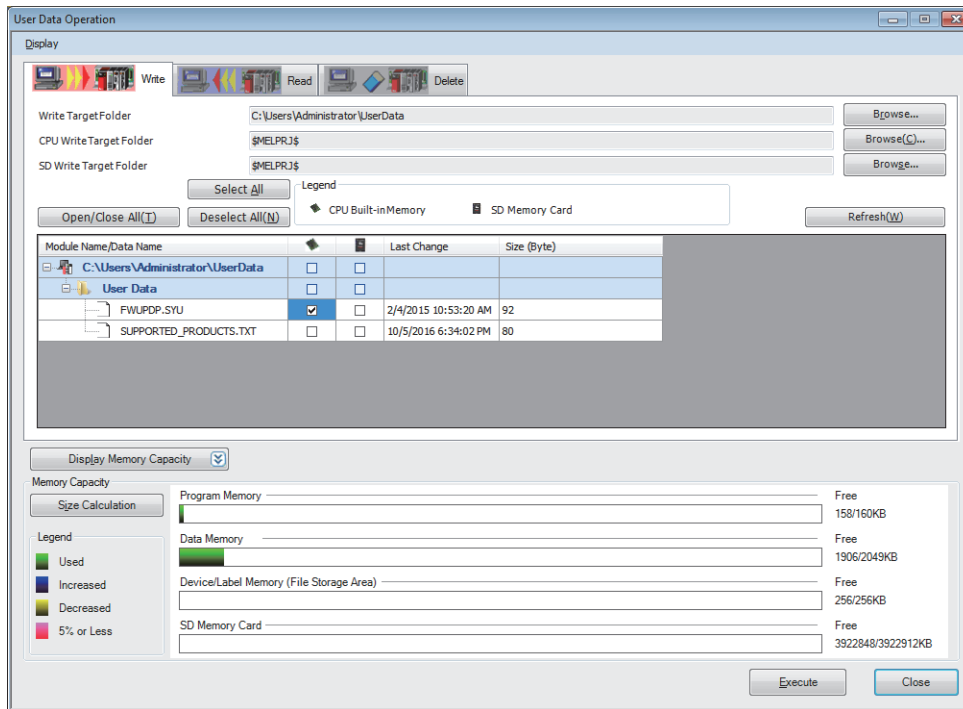 User Data Operation
Display
Write Read Delete
Write Target Folder C:\Users\Administrator\UserData Browse...
CPU Write Target Folder $MELPRJ$ Browse(C)...
SD Write Target Folder $MELPRJ$ Browse...
Select All Legend
Open/Close All(T) Deselect All(N) CPU Built-in Memory SD Memory Card Refresh(W)
Module Name/Data Name Last Change Size (Byte)
C:\Users\Administrator\UserData
User Data
FWUPDP.SYU 2/4/2015 10:53:20 AM 92
SUPPORTED_PRODUCTS.TXT 10/5/2016 6:34:02 PM 80
Display Memory Capacity
Memory Capacity
Size Calculation
Legend
Used
Increased
Decreased
5% or Less
Program Memory Free
158/160KB
Data Memory Free
1906/2049KB
Device/Label Memory (File Storage Area) Free
256/256KB
SD Memory Card Free
3922848/3922912KB
Execute Close